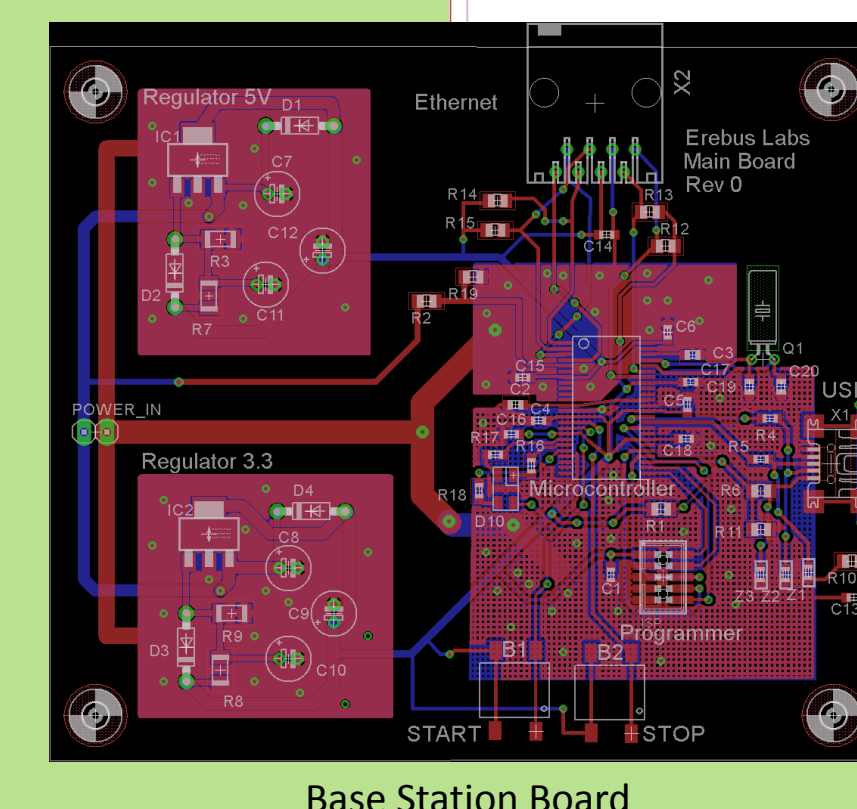 Regulator 5V
D1
IC1
C7
C12
R3
D2
C11
R7
Ethernet
X2
Erebus Labs
Main Board
Rev 0
R14
R13
R15
R12
C14
R19
R2
C6
Q1
C3
C15
C17
C20
C19
C2
C5
C4
C16
R4
USB
X1
R17
R16
C18
R5
POWER_IN
Regulator 3.3
D4
IC2
C8
C9
R9
D3
C10
R8
R18
D10
Microcontroller
R6
R1
R11
C1
Z3 Z2 Z1
R10
C13
Programmer
B1
B2
START
STOP
Base Station Board